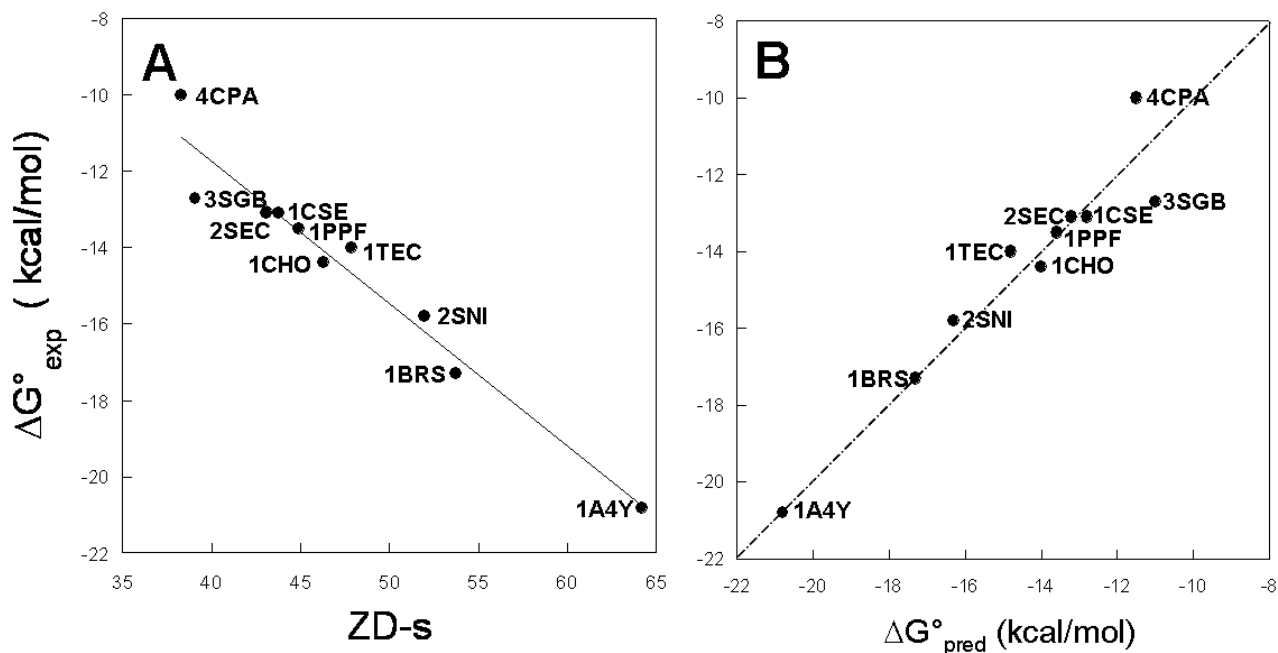 A
B
ΔG°exp ( kcal/mol)
-8
-10
-12
-14
-16
-18
-20
-22
35
40
45
50
55
60
65
ZD-s
4CPA
3SGB
1CSE
2SEC
1PPF
1TEC
1CHO
2SNI
1BRS
1A4Y
-8
-10
-12
-14
-16
-18
-20
-22
-22
-20
-18
-16
-14
-12
-10
-8
ΔG°pred (kcal/mol)
4CPA
3SGB
2SEC
1CSE
1PPF
1TEC
1CHO
2SNI
1BRS
1A4Y